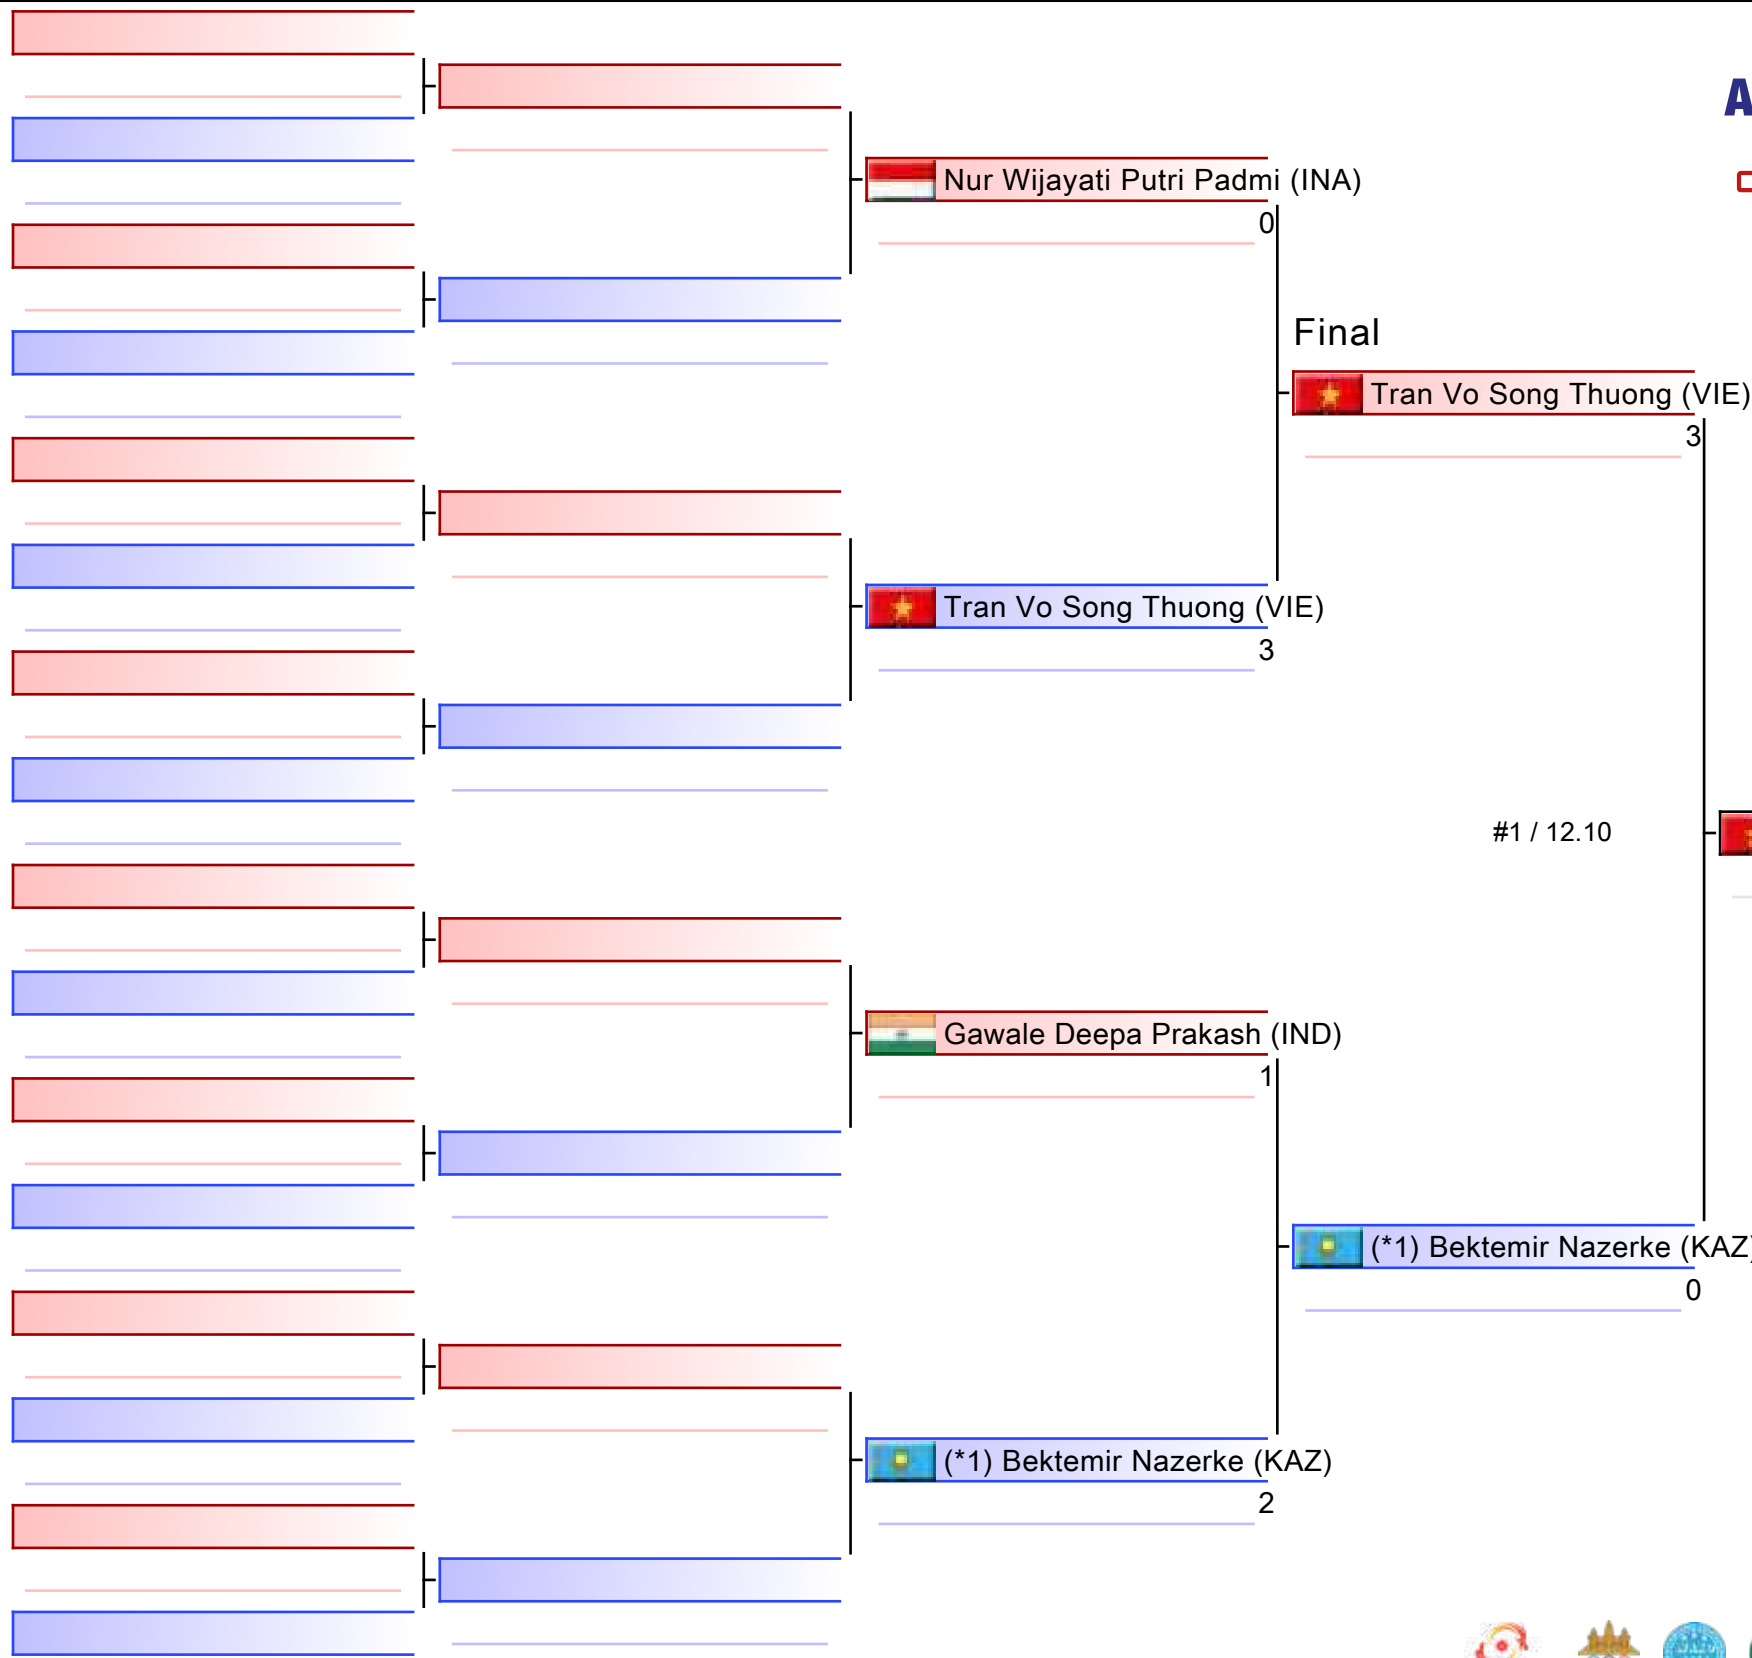 A
Nur Wijayati Putri Padmi (INA)
0
Final
Tran Vo Song Thuong (VIE)
3
Tran Vo Song Thuong (VIE)
3
#1 / 12.10
Gawale Deepa Prakash (IND)
1
(*1) Bektemir Nazerke (KAZ)
0
(*1) Bektemir Nazerke (KAZ)
2